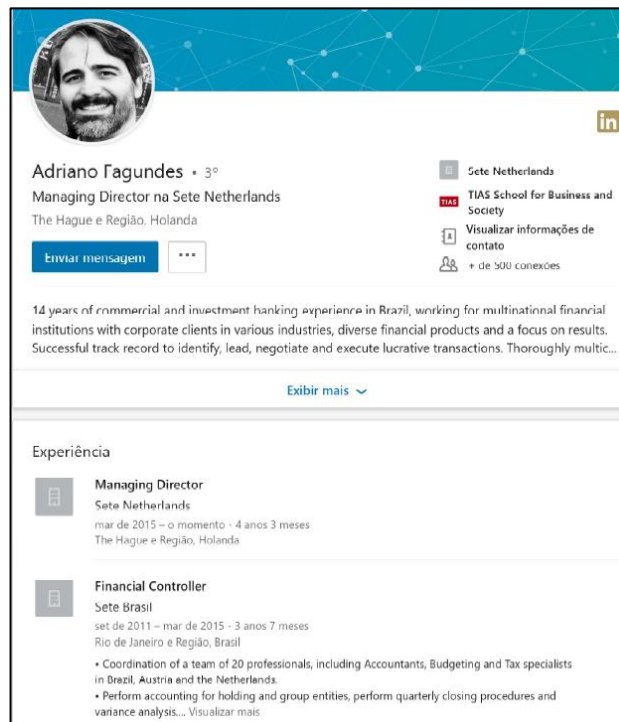 in
Adriano Fagundes • 3º
Managing Director na Sete Netherlands
The Hague e Região, Holanda
Enviar mensagem
...
Sete Netherlands
TIAS
TIAS School for Business and
Society
Visualizar informações de
contato
+ de 500 conexões
14 years of commercial and investment banking experience in Brazil, working for multinational financial
institutions with corporate clients in various industries, diverse financial products and a focus on results.
Successful track record to identify, lead, negotiate and execute lucrative transactions. Thoroughly multic...
Exibir mais
Experiência
Managing Director
Sete Netherlands
mar de 2015 – o momento · 4 anos 3 meses
The Hague e Região, Holanda
Financial Controller
Sete Brasil
set de 2011 – mar de 2015 · 3 anos 7 meses
Rio de Janeiro e Região, Brasil
• Coordination of a team of 20 professionals, including Accountants, Budgeting and Tax specialists
in Brazil, Austria and the Netherlands.
• Perform accounting for holding and group entities, perform quarterly closing procedures and
variance analysis.... Visualizar mais